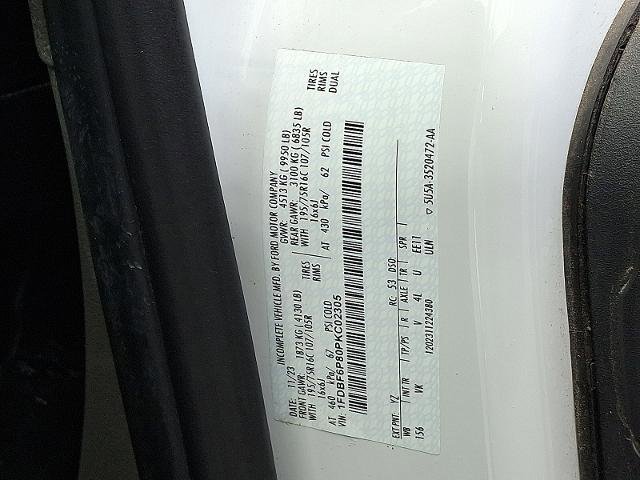 INCOMPLETE VEHICLE MFD. BY FORD MOTOR COMPANY
DATE: 11/23 GVWR: 4513 KG ( 9950 LB)
FRONT GAWR: 1873 KG ( 4130 LB) REAR GAWR: 3100 KG ( 6835 LB)
WITH 195/75R16C 107/105R TIRES WITH 195/75R16C 107/105R TIRES
16x6J RIMS 16x6J RIMS
AT 460 kPa/ 67 PSI COLD AT 430 kPa/ 62 PSI COLD DUAL
VIN: 1FDBF6P80PKC02305
EXT PNT YZ RC 53 DSO
WB INT TR TP/PS R AXLE TR SPR
156 VK V 4L U EE11
1202311224380 ULN ▽ 5U5A-3520472-AA